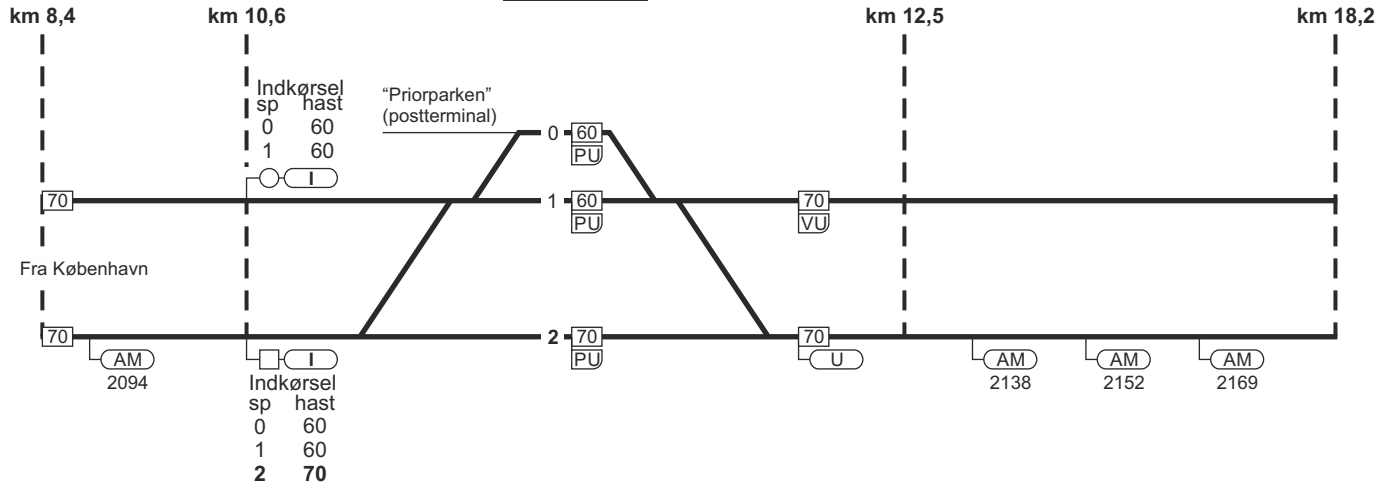 km 8,4
km 10,6
km 12,5
km 18,2
Indkørsel
sp hast
0 60
1 60
I
"Priorparken"
(postterminal)
0 60
PU
70
1 60
PU
70
VU
Fra København
70
AM
2094
I
Indkørsel
sp hast
0 60
1 60
2 70
2 70
PU
70
U
AM
2138
AM
2152
AM
2169